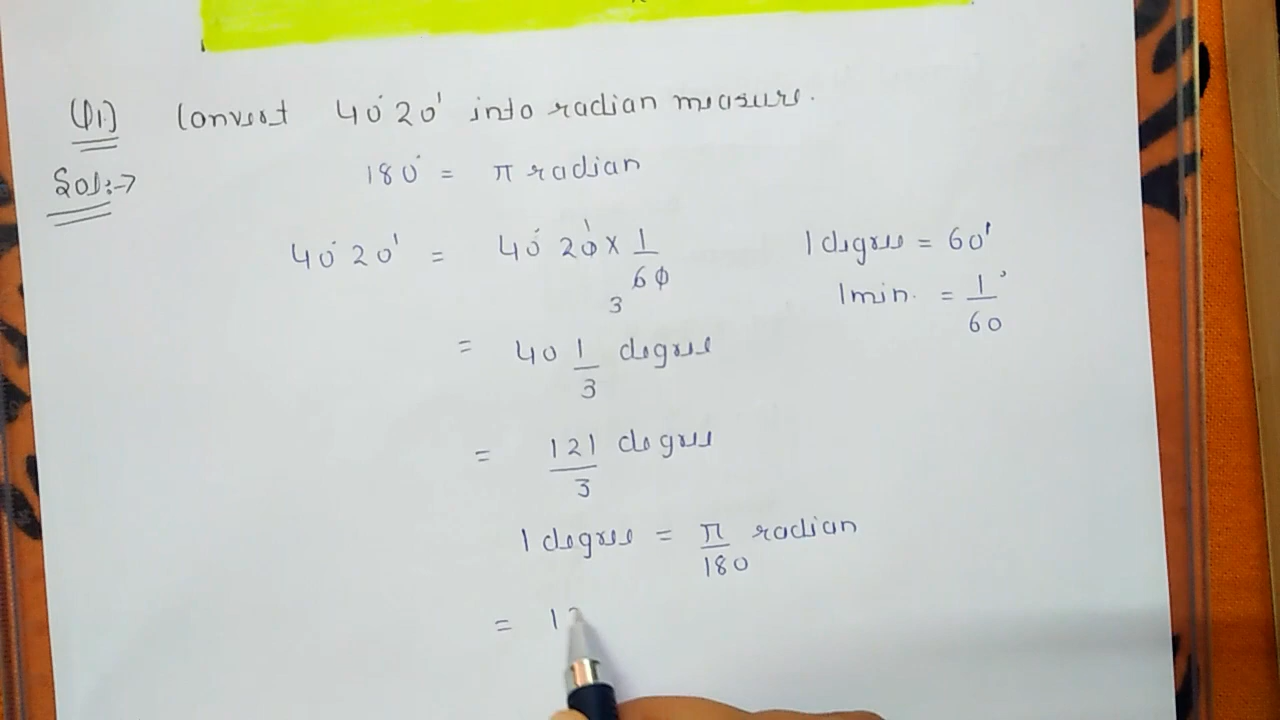 Q1.) Convert 40° 20' into radian measure.
Sol:→ 180° = π radian
40° 20' = 40° 20 × 1/60 1 3
1 degree = 60'
1 min. = 1°/60
= 40 1/3 degree
= 121/3 degree
1 degree = π/180 radian
= 12